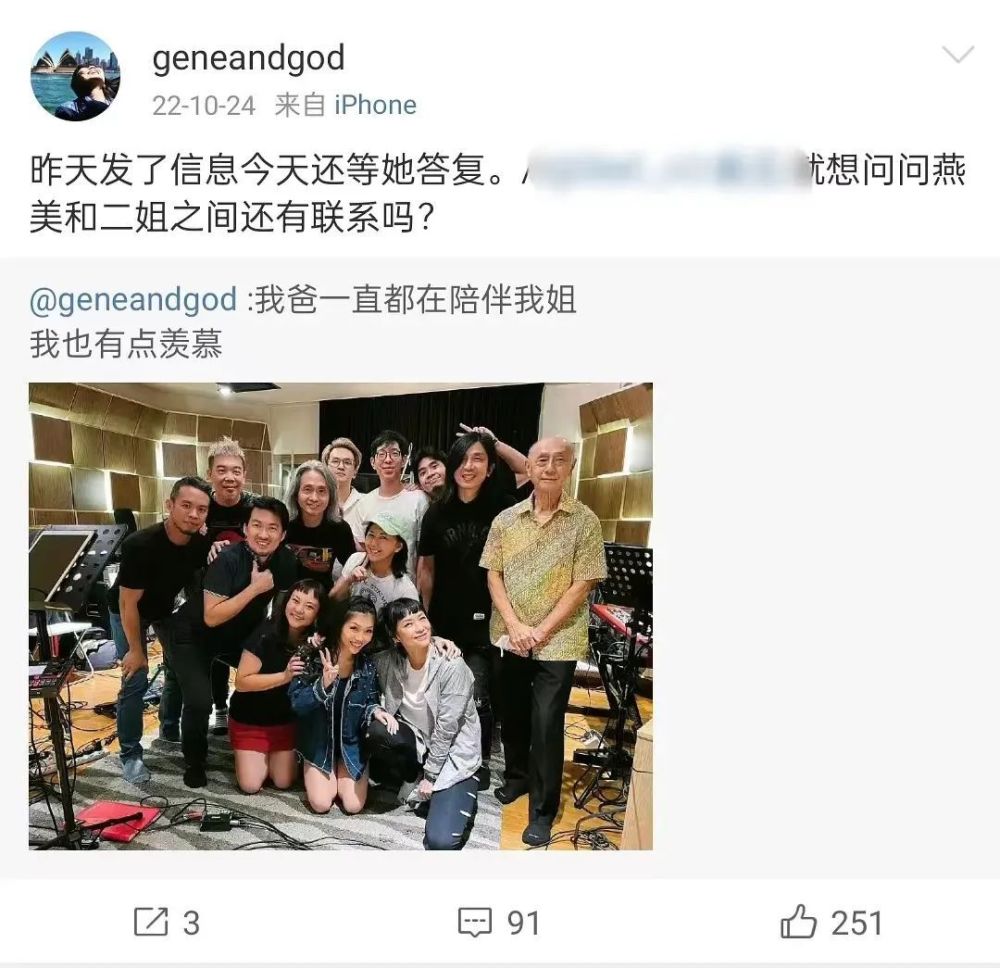 geneandgod
22-10-24 来自 iPhone
昨天发了信息今天还等她答复。就想问问燕
美和二姐之间还有联系吗？
@geneandgod :我爸一直都在陪伴我姐
我也有点羡慕
3 91 251